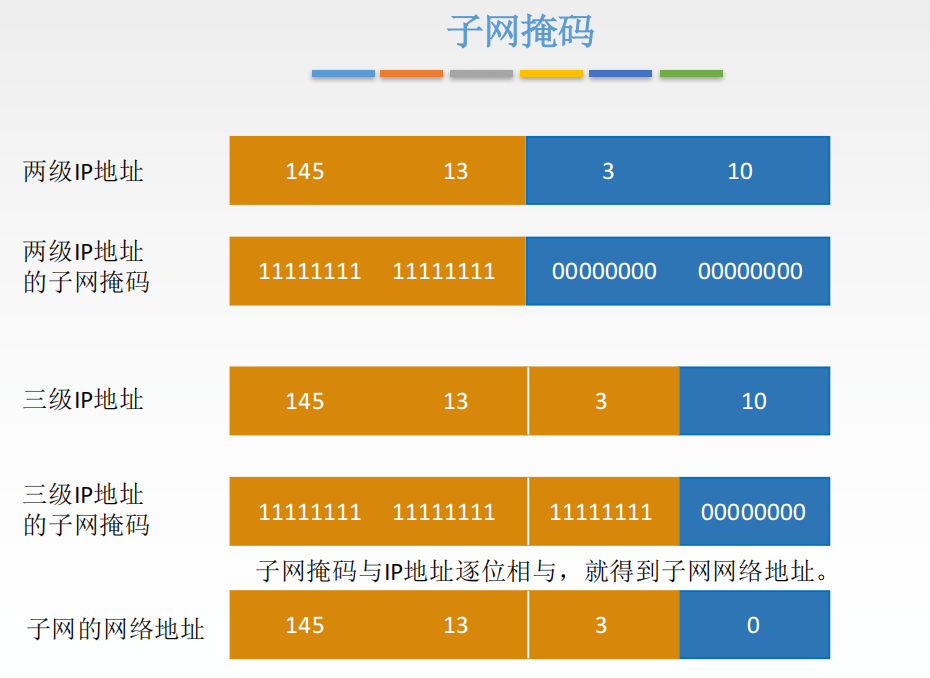 子网掩码
两级IP地址 145 13 3 10
两级IP地址
的子网掩码
11111111 11111111 00000000 00000000
三级IP地址 145 13 3 10
三级IP地址
的子网掩码
11111111 11111111 11111111 00000000
子网掩码与IP地址逐位相与，就得到子网网络地址。
子网的网络地址 145 13 3 0